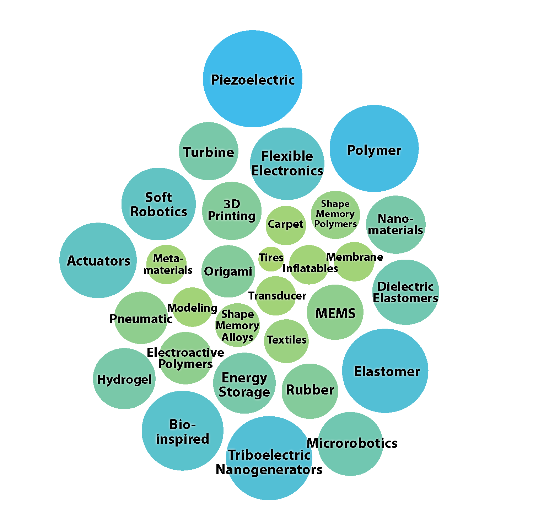 Piezoelectric
Polymer
Turbine
Flexible
Electronics
Soft
Robotics
3D
Printing
Shape
Memory
Polymers
Carpet
Nano-
materials
Actuators
Meta-
materials
Origami
Tires
Inflatables
Membrane
Dielectric
Elastomers
Transducer
Modeling
Pneumatic
Shape
Memory
Alloys
MEMS
Textiles
Electroactive
Polymers
Elastomer
Hydrogel
Energy
Storage
Rubber
Bio-
inspired
Microrobotics
Triboelectric
Nanogenerators